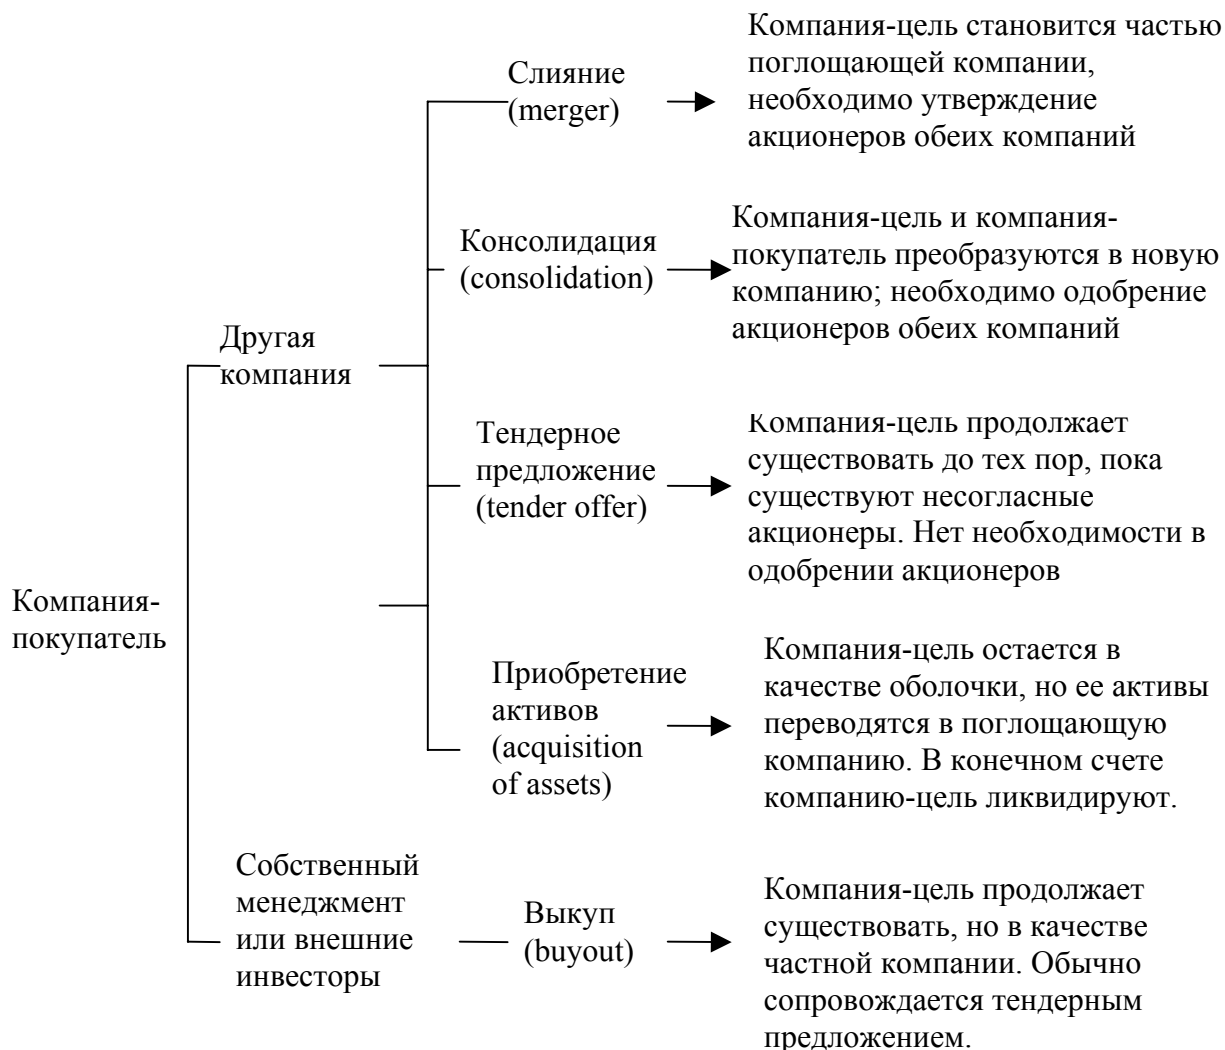 Компания-
покупатель
Другая
компания
Слияние
(merger)
Компания-цель становится частью
поглощающей компании,
необходимо утверждение
акционеров обеих компаний
Консолидация
(consolidation)
Компания-цель и компания-
покупатель преобразуются в новую
компанию; необходимо одобрение
акционеров обеих компаний
Тендерное
предложение
(tender offer)
Компания-цель продолжает
существовать до тех пор, пока
существуют несогласные
акционеры. Нет необходимости в
одобрении акционеров
Приобретение
активов
(acquisition
of assets)
Компания-цель остается в
качестве оболочки, но ее активы
переводятся в поглощающую
компанию. В конечном счете
компанию-цель ликвидируют.
Собственный
менеджмент
или внешние
инвесторы
Выкуп
(buyout)
Компания-цель продолжает
существовать, но в качестве
частной компании. Обычно
сопровождается тендерным
предложением.